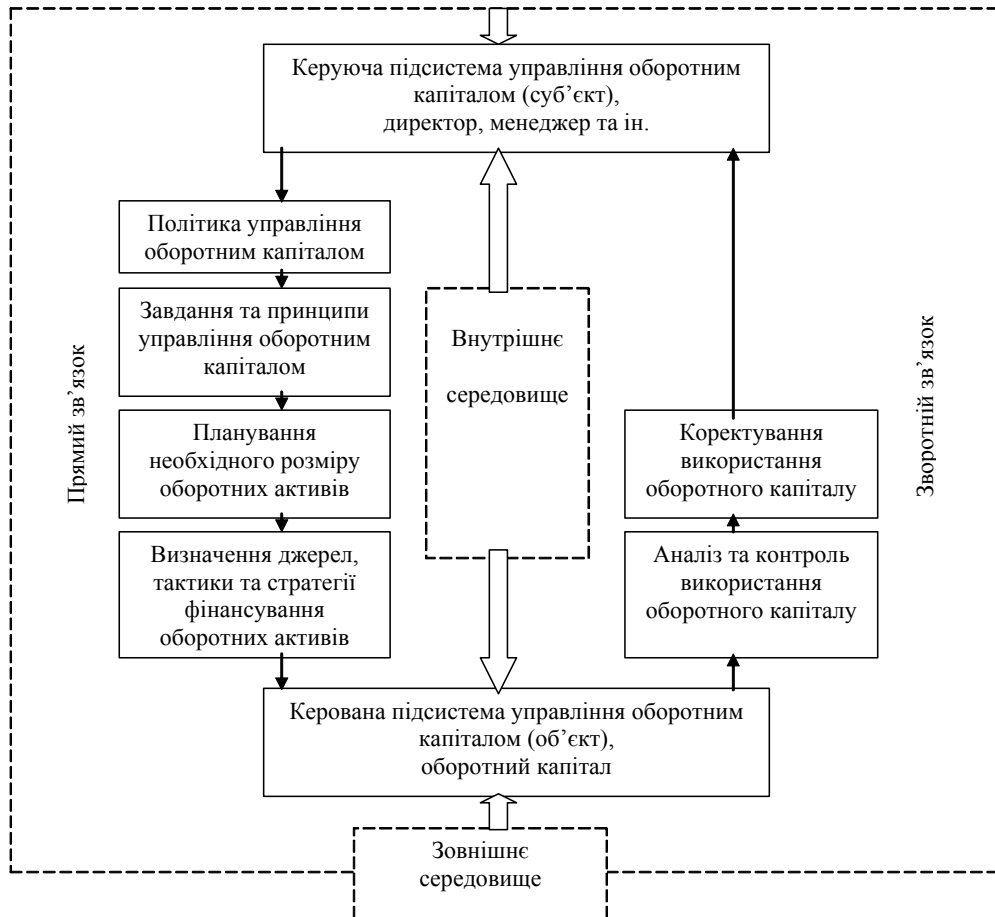 Керуюча підсистема управління оборотним
капіталом (суб’єкт),
директор, менеджер та ін.
Прямий зв’язок
Політика управління
оборотним капіталом
Завдання та принципи
управління оборотним
капіталом
Планування
необхідного розміру
оборотних активів
Визначення джерел,
тактики та стратегії
фінансування
оборотних активів
Внутрішнє
середовище
Коректування
використання
оборотного капіталу
Аналіз та контроль
використання
оборотного капіталу
Зворотній зв’язок
Керована підсистема управління оборотним
капіталом (об’єкт),
оборотний капітал
Зовнішнє
середовище